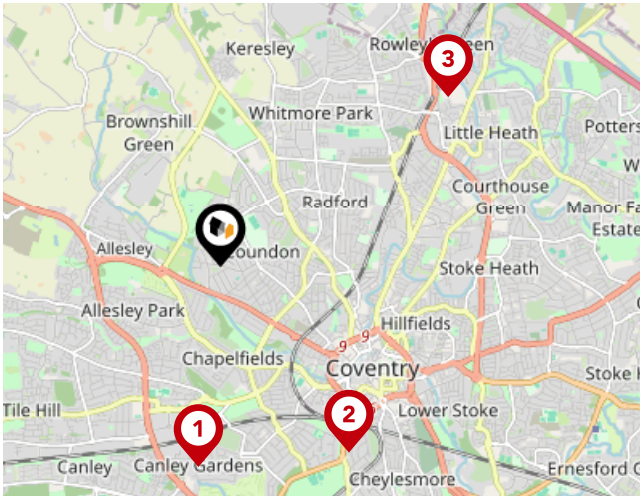 Keresley
Rowley's Green
3
Whitmore Park
Brownshill
Green
Little Heath
Potters
W
Radford
Courthouse
Green
Manor Fa
Estate
Allesley
Coundon
Stoke Heath
Allesley Park
Hillfields
9
9
Chapelfields
Coventry
Stoke H
Tile Hill
1
2
Lower Stoke
Canley
Canley Gardens
Cheylesmore
Ernesford G